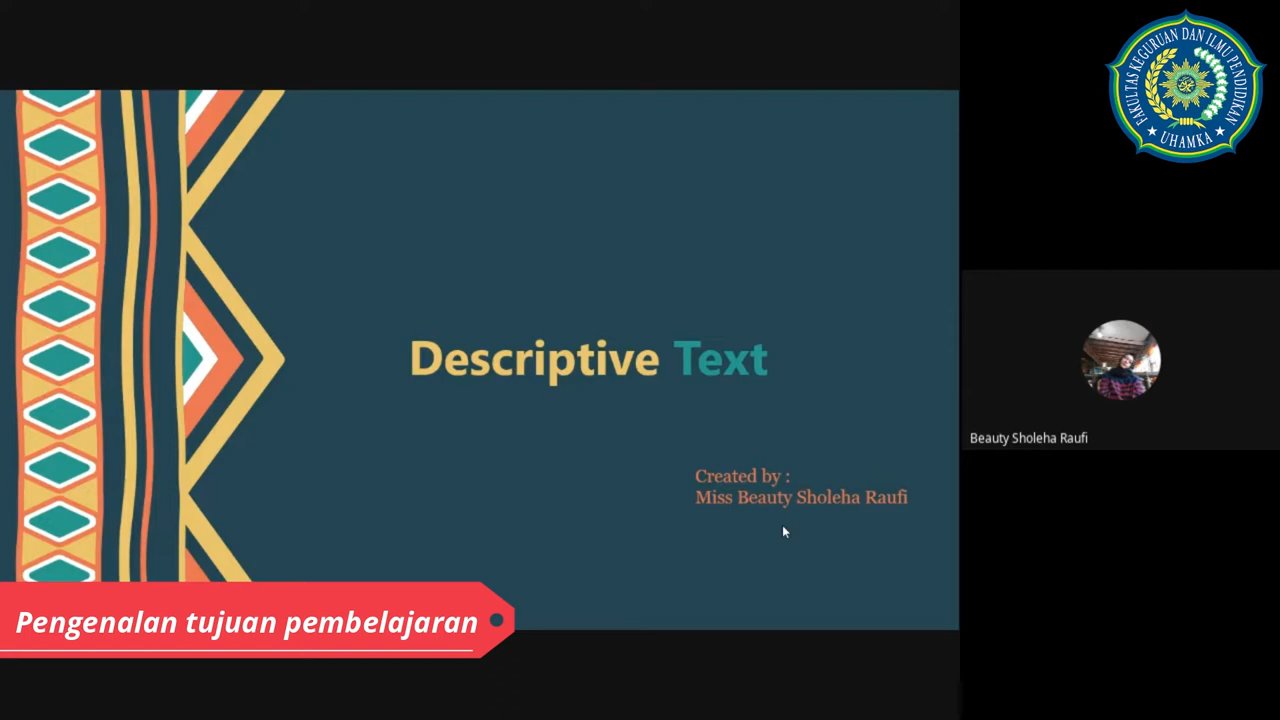 Descriptive Text
Created by :
Miss Beauty Sholeha Raufi
Pengenalan tujuan pembelajaran
FAKULTAS KEGURUAN DAN ILMU PENDIDIKAN
UHAMKA
Beauty Sholeha Raufi